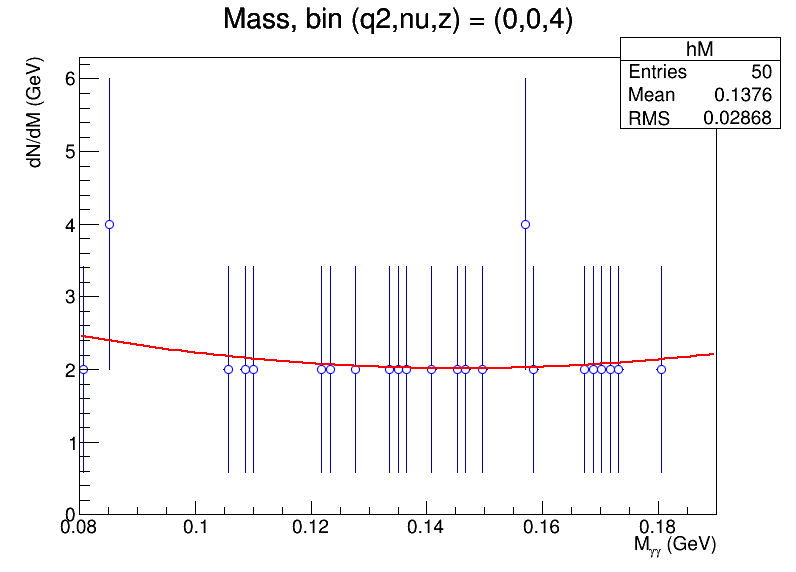 Mass, bin (q2,nu,z) = (0,0,4)
hM
Entries 50
Mean 0.1376
RMS 0.02868
dN/dM (GeV)
6
5
4
3
2
1
0
0.08 0.1 0.12 0.14 0.16 0.18
Mγγ (GeV)